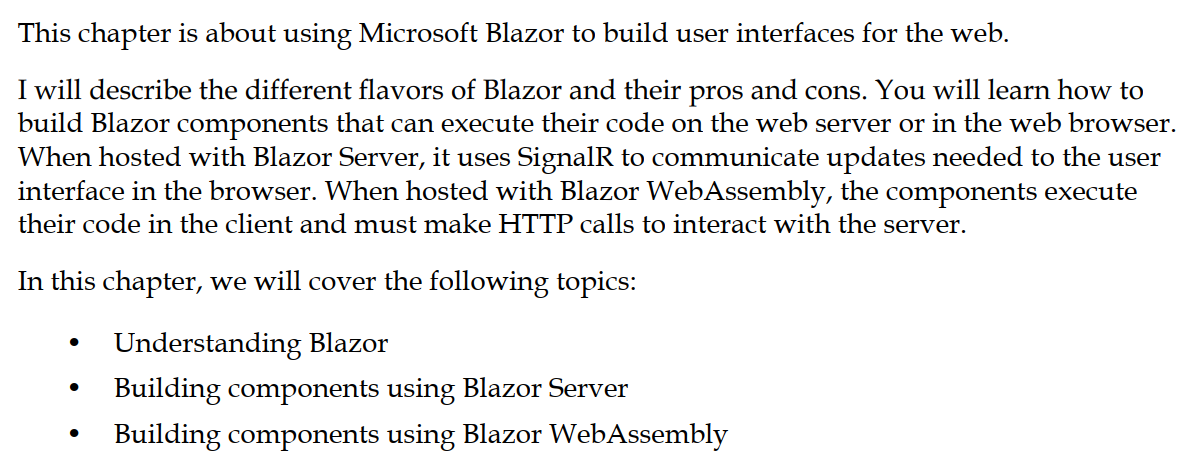 This chapter is about using Microsoft Blazor to build user interfaces for the web.
I will describe the different flavors of Blazor and their pros and cons. You will learn how to
build Blazor components that can execute their code on the web server or in the web browser.
When hosted with Blazor Server, it uses SignalR to communicate updates needed to the user
interface in the browser. When hosted with Blazor WebAssembly, the components execute
their code in the client and must make HTTP calls to interact with the server.
In this chapter, we will cover the following topics:
• Understanding Blazor
• Building components using Blazor Server
• Building components using Blazor WebAssembly